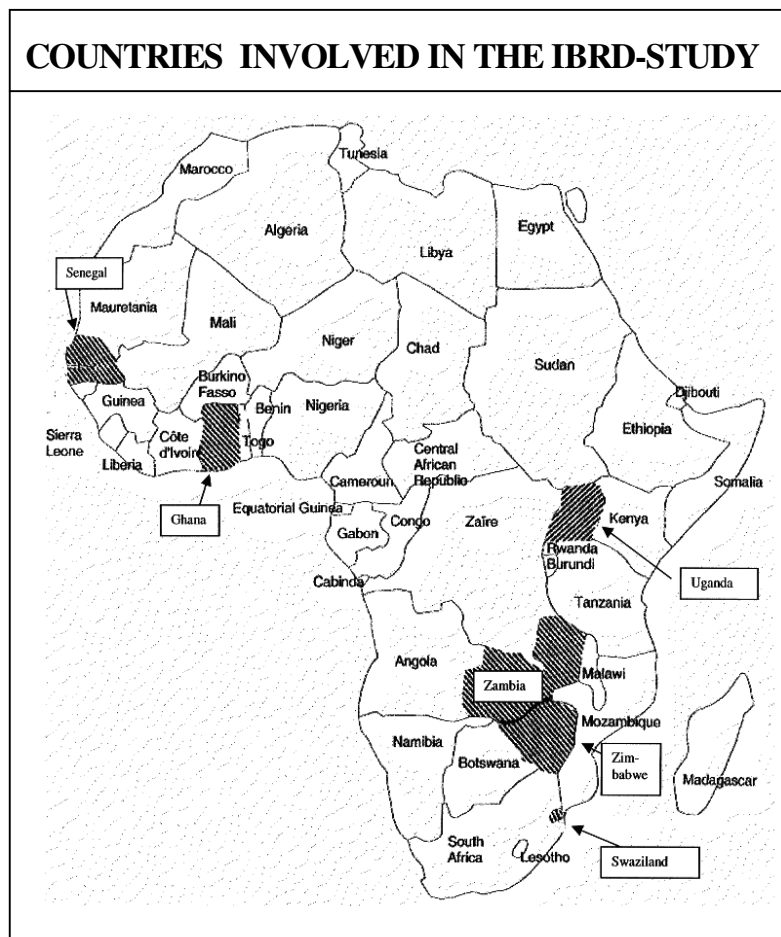 COUNTRIES INVOLVED IN THE IBRD-STUDY
Tunesia
Marocco
Algeria
Libya
Egypt
Senegal
Mauretania
Mali
Niger
Chad
Sudan
Burkino
Fasso
Djibouti
Guinea
Benin
Nigeria
Ethiopia
Sierra
Leone
Côte
d'Ivoire
Togo
Liberia
Central
African
Republio
Somalia
Cameroun
Ghana
Equatorial Guinea
Congo
Zaïre
Kenya
Gabon
Rwanda
Burundi
Uganda
Cabinda
Tanzania
Angola
Zambia
Malawi
Mozambique
Namibia
Botswana
Zim-
babwe
Madagascar
South
Africa
Lesotho
Swaziland